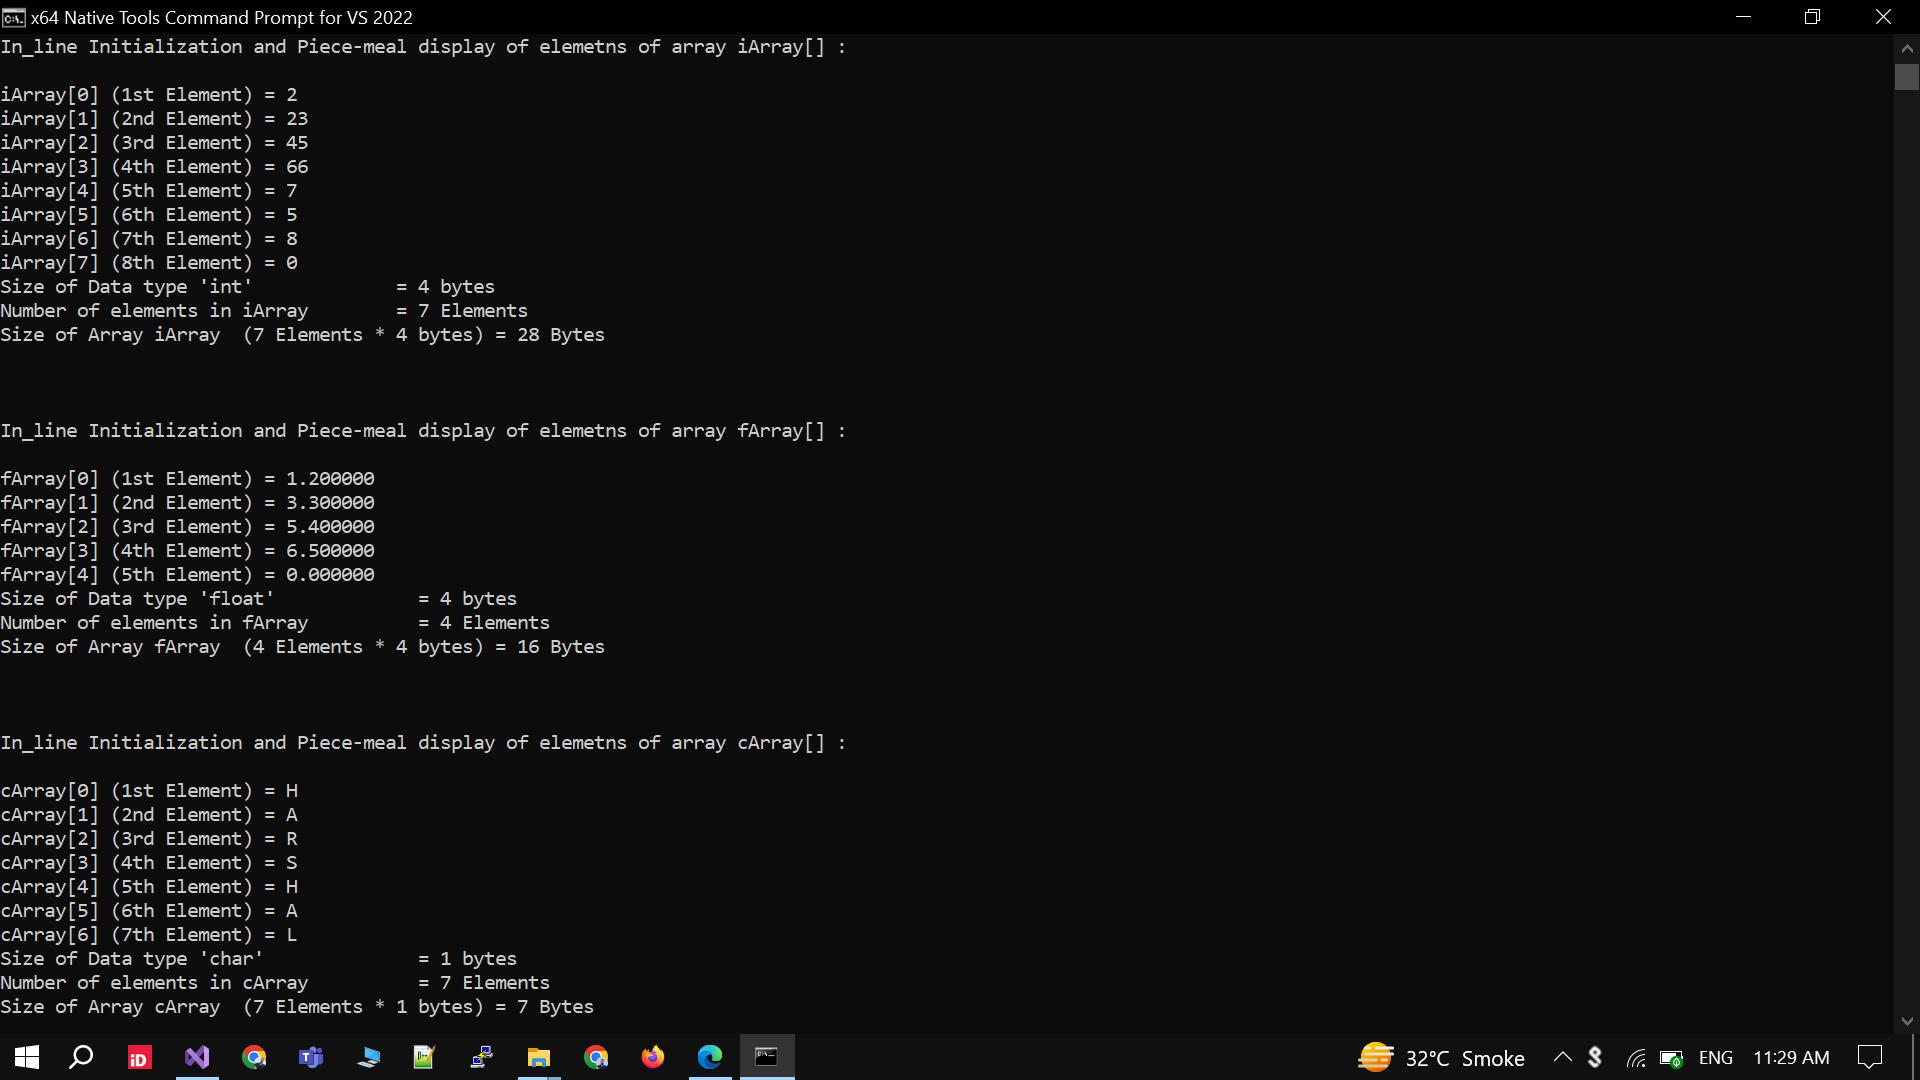 x64 Native Tools Command Prompt for VS 2022
In_line Initialization and Piece-meal display of elemetns of array iArray[] :
iArray[0] (1st Element) = 2
iArray[1] (2nd Element) = 23
iArray[2] (3rd Element) = 45
iArray[3] (4th Element) = 66
iArray[4] (5th Element) = 7
iArray[5] (6th Element) = 5
iArray[6] (7th Element) = 8
iArray[7] (8th Element) = 0
Size of Data type 'int' = 4 bytes
Number of elements in iArray = 7 Elements
Size of Array iArray (7 Elements * 4 bytes) = 28 Bytes
In_line Initialization and Piece-meal display of elemetns of array fArray[] :
fArray[0] (1st Element) = 1.200000
fArray[1] (2nd Element) = 3.300000
fArray[2] (3rd Element) = 5.400000
fArray[3] (4th Element) = 6.500000
fArray[4] (5th Element) = 0.000000
Size of Data type 'float' = 4 bytes
Number of elements in fArray = 4 Elements
Size of Array fArray (4 Elements * 4 bytes) = 16 Bytes
In_line Initialization and Piece-meal display of elemetns of array cArray[] :
cArray[0] (1st Element) = H
cArray[1] (2nd Element) = A
cArray[2] (3rd Element) = R
cArray[3] (4th Element) = S
cArray[4] (5th Element) = H
cArray[5] (6th Element) = A
cArray[6] (7th Element) = L
Size of Data type 'char' = 1 bytes
Number of elements in cArray = 7 Elements
Size of Array cArray (7 Elements * 1 bytes) = 7 Bytes
iD
32°C Smoke ENG 11:29 AM